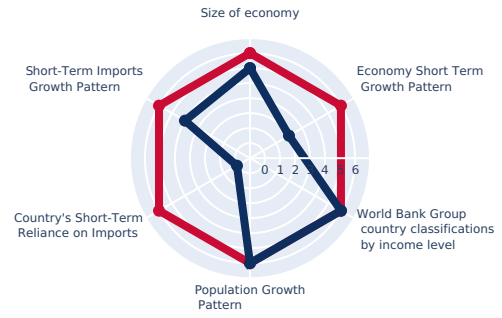 Size of economy
Short-Term Imports
Growth Pattern
Economy Short Term
Growth Pattern
0 1 2 3 4 5 6
Country's Short-Term
Reliance on Imports
World Bank Group
country classifications
by income level
Population Growth
Pattern